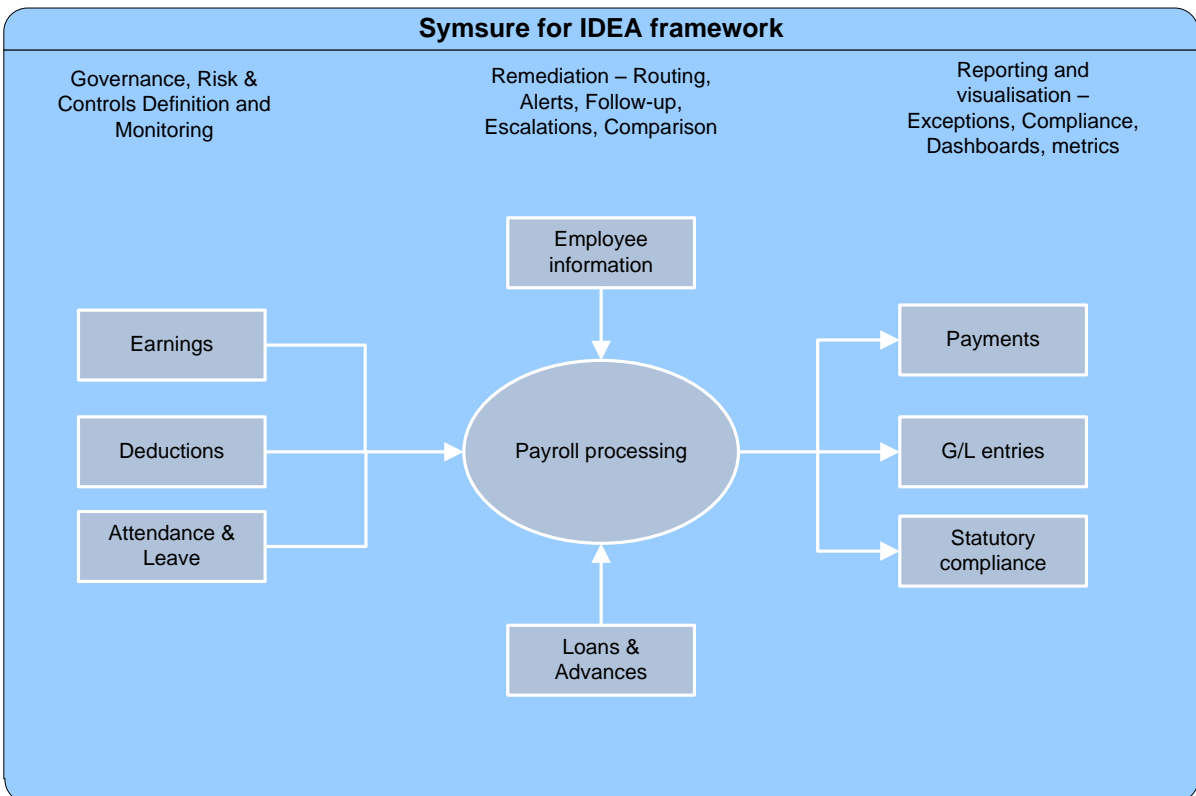 Symsure for IDEA framework
Governance, Risk &
Controls Definition and
Monitoring
Remediation – Routing,
Alerts, Follow-up,
Escalations, Comparison
Reporting and
visualisation –
Exceptions, Compliance,
Dashboards, metrics
Employee
information
Earnings
Deductions
Attendance &
Leave
Payroll processing
Loans &
Advances
Payments
G/L entries
Statutory
compliance